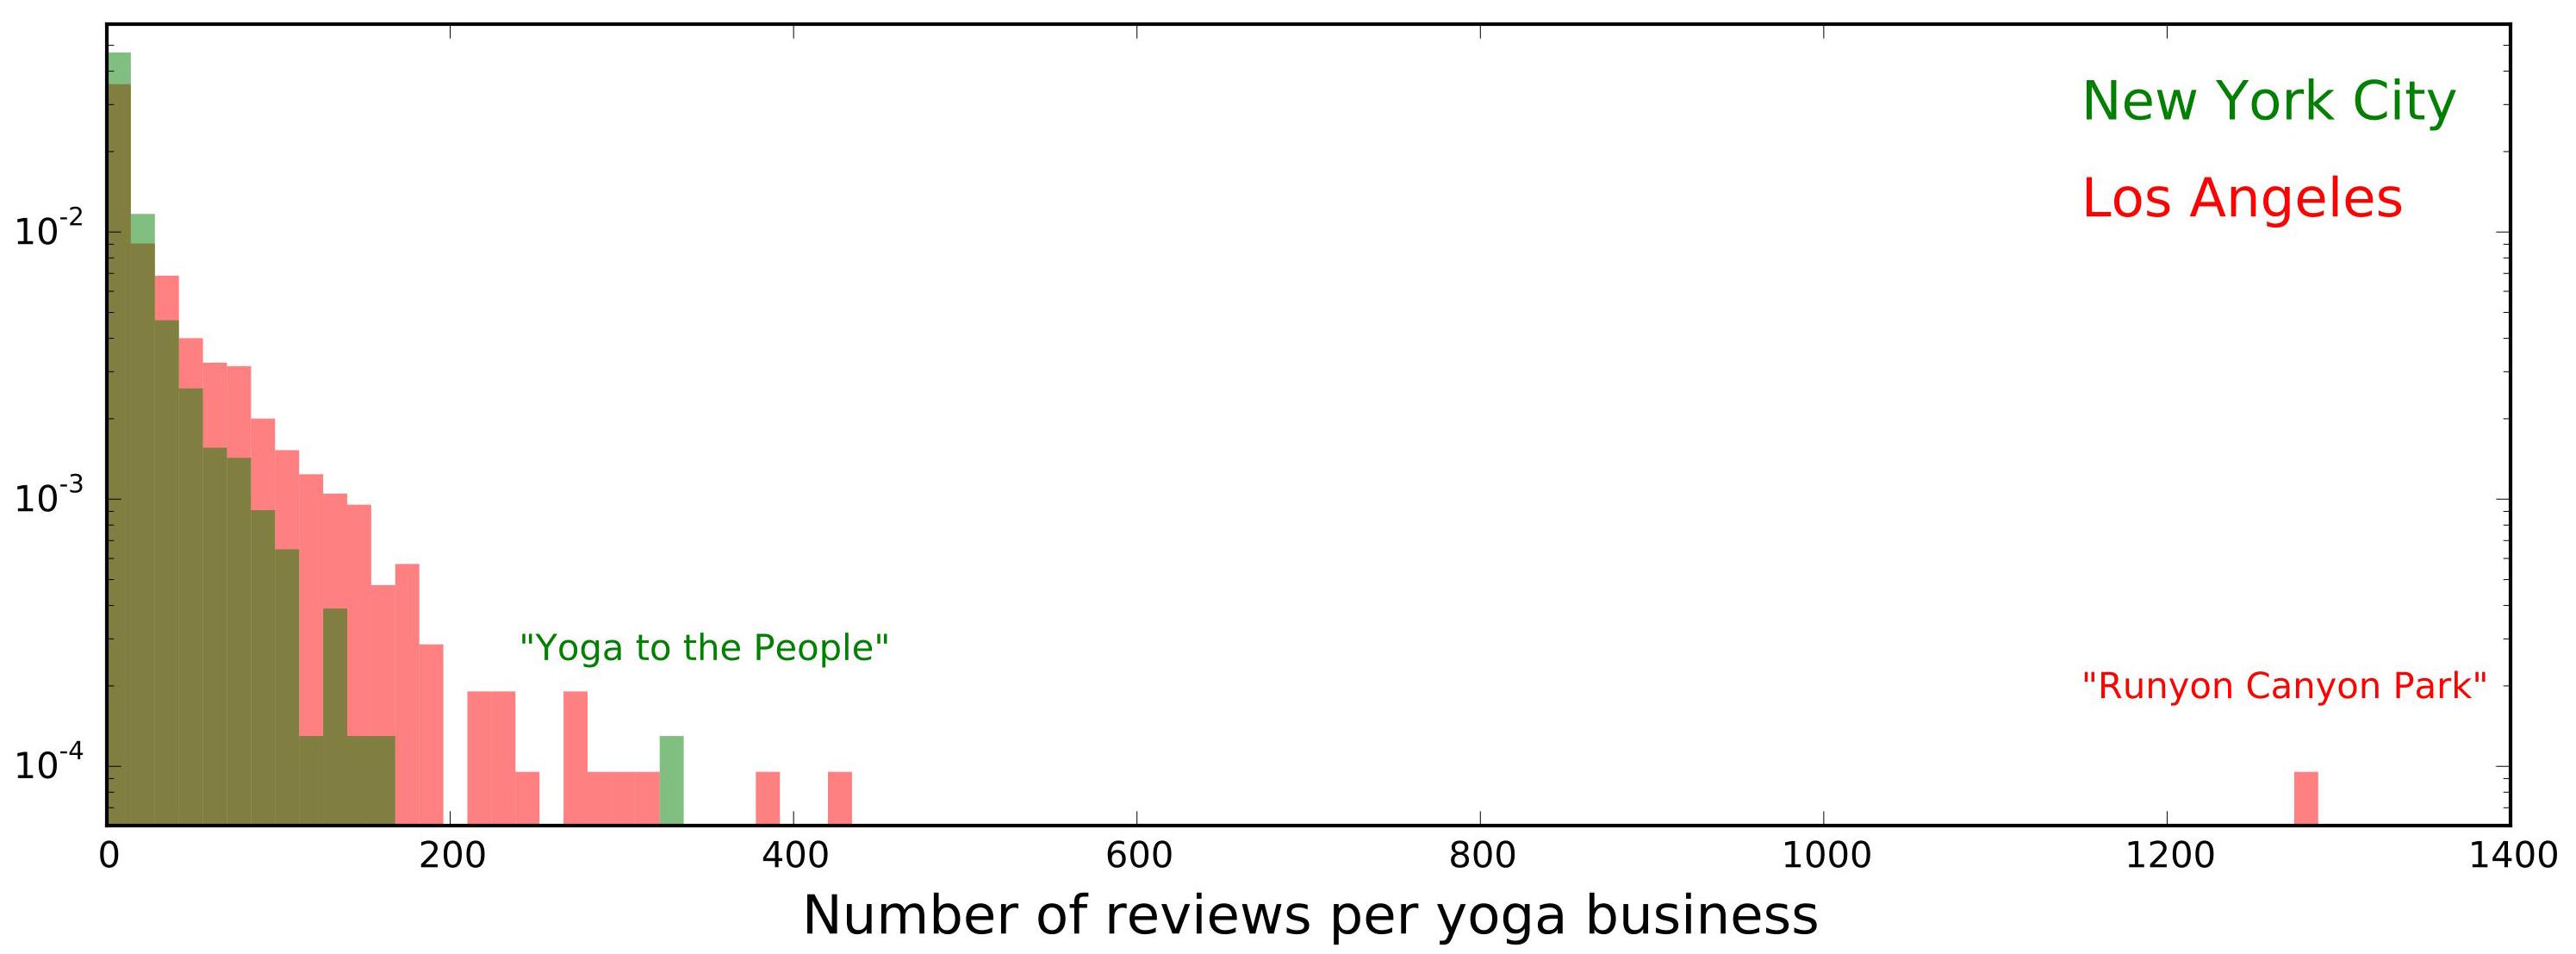 New York City
Los Angeles
10-2
10-3
"Yoga to the People"
"Runyon Canyon Park"
10-4
0 200 400 600 800 1000 1200 1400
Number of reviews per yoga business